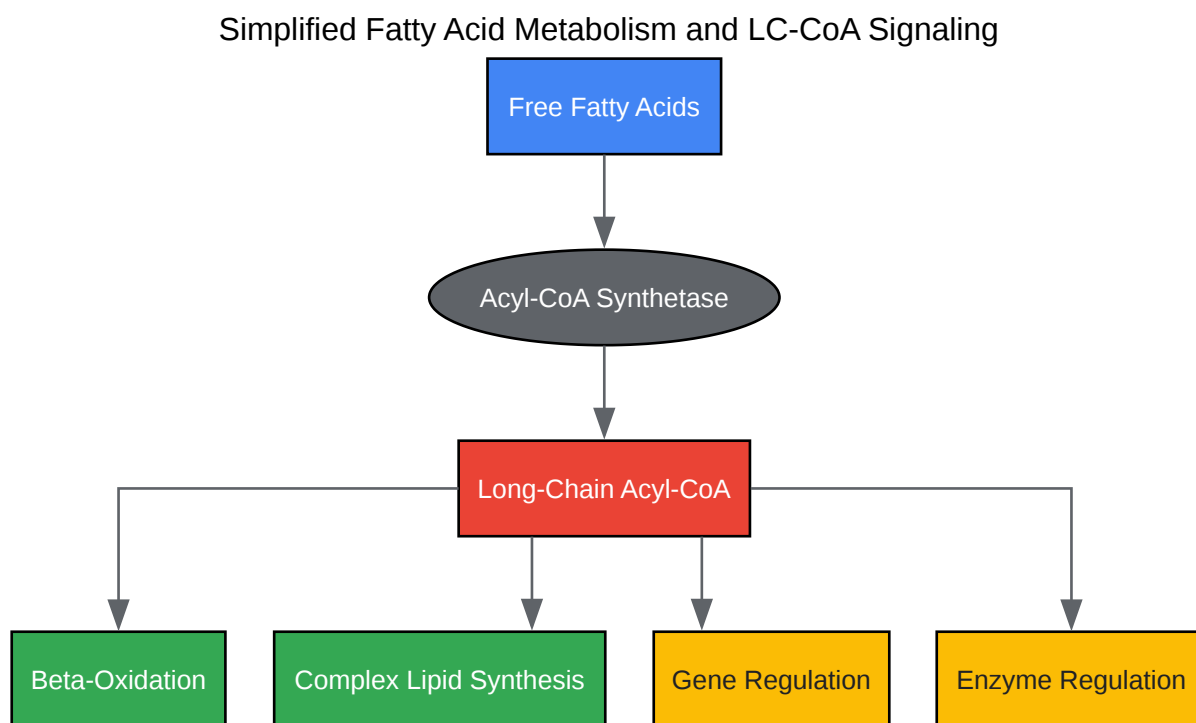 Simplified Fatty Acid Metabolism and LC-CoA Signaling
Free Fatty Acids
Acyl-CoA Synthetase
Long-Chain Acyl-CoA
Beta-Oxidation
Complex Lipid Synthesis
Gene Regulation
Enzyme Regulation